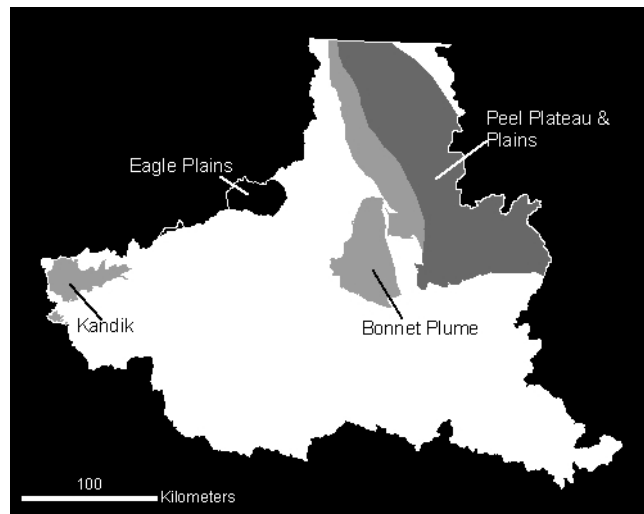 Peel Plateau &
Plains
Eagle Plains
Kandik
Bonnet Plume
100
Kilometers